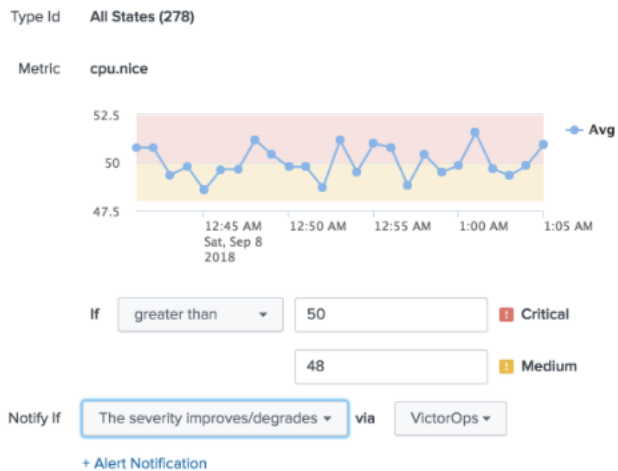 Type Id All States (278)
Metric cpu.nice
52.5
Avg
50
47.5
12:45 AM 12:50 AM 12:55 AM 1:00 AM 1:05 AM
Sat, Sep 8
2018
If greater than 50 ! Critical
48 ! Medium
Notify If The severity improves/degrades via VictorOps
+ Alert Notification